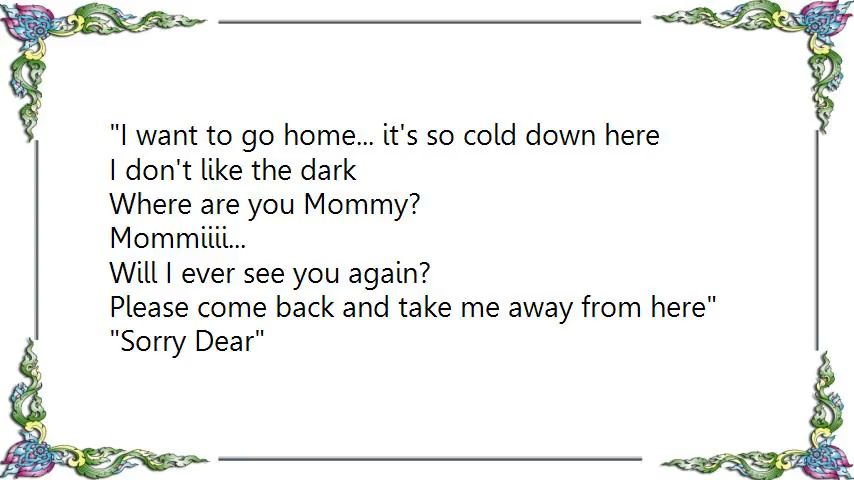 "I want to go home... it's so cold down here
I don't like the dark
Where are you Mommy?
Mommiiii...
Will I ever see you again?
Please come back and take me away from here"
"Sorry Dear"